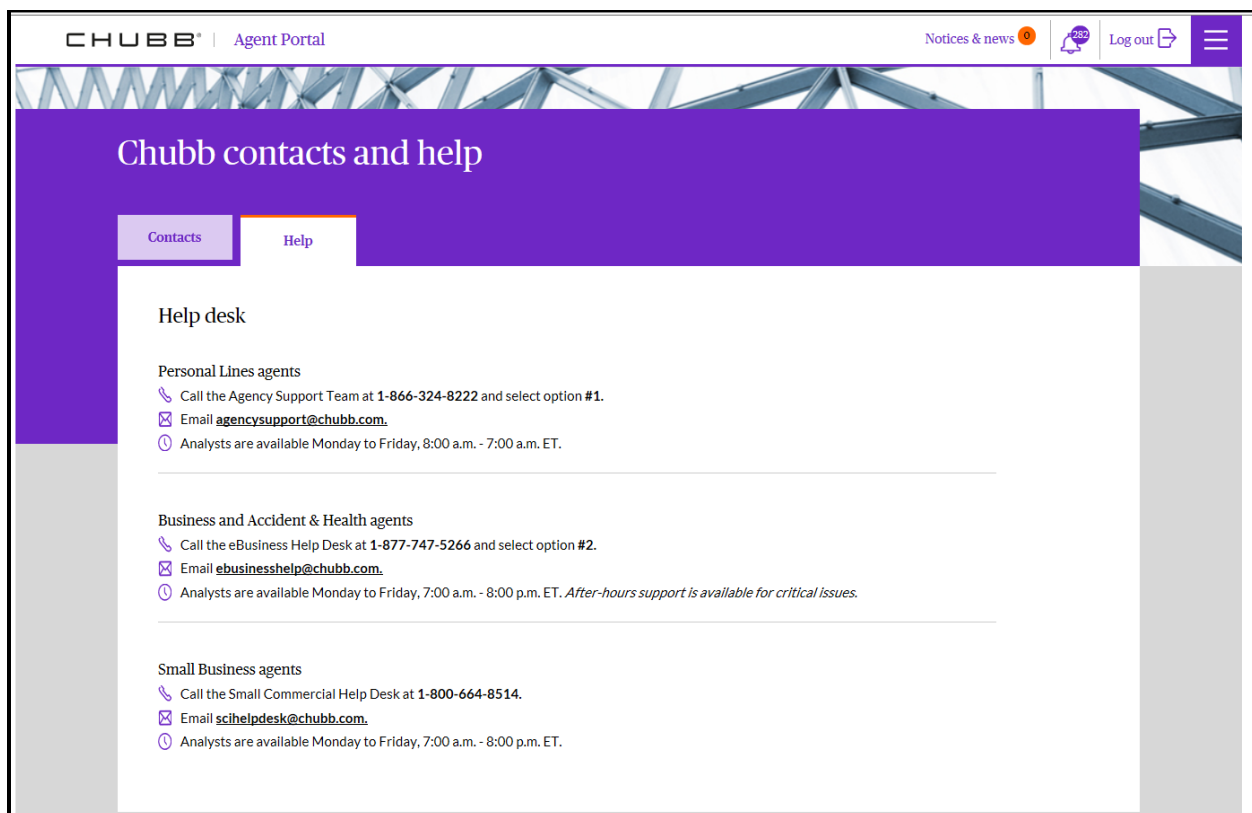 CHUBB® | Agent Portal
Notices & news 0
282
Log out
Chubb contacts and help
Contacts
Help
Help desk
Personal Lines agents
Call the Agency Support Team at 1-866-324-8222 and select option #1.
Email agencysupport@chubb.com.
Analysts are available Monday to Friday, 8:00 a.m. - 7:00 a.m. ET.
Business and Accident & Health agents
Call the eBusiness Help Desk at 1-877-747-5266 and select option #2.
Email ebusinesshelp@chubb.com.
Analysts are available Monday to Friday, 7:00 a.m. - 8:00 p.m. ET. After-hours support is available for critical issues.
Small Business agents
Call the Small Commercial Help Desk at 1-800-664-8514.
Email scihelpdesk@chubb.com.
Analysts are available Monday to Friday, 7:00 a.m. - 8:00 p.m. ET.